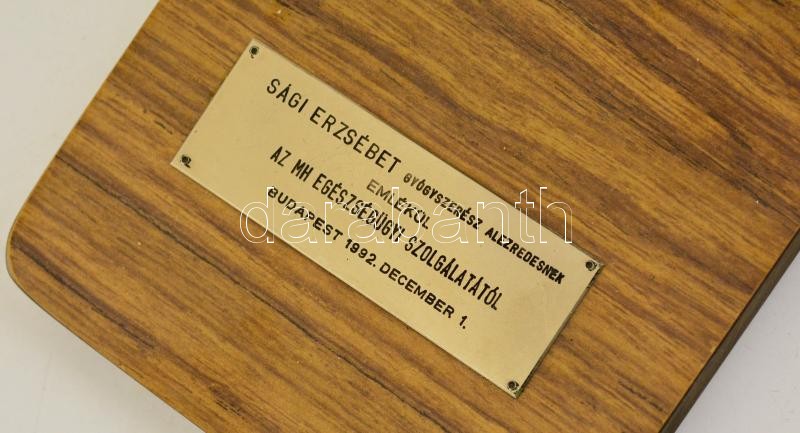 SÁGI ERZSÉBET GYÓGYSZERÉSZ ALEZREDESNEK
EMLÉKÜL
AZ MH EGÉSZSÉGÜGYI SZOLGÁLATÁTÓL
BUDAPEST 1992. DECEMBER 1.
darabanth